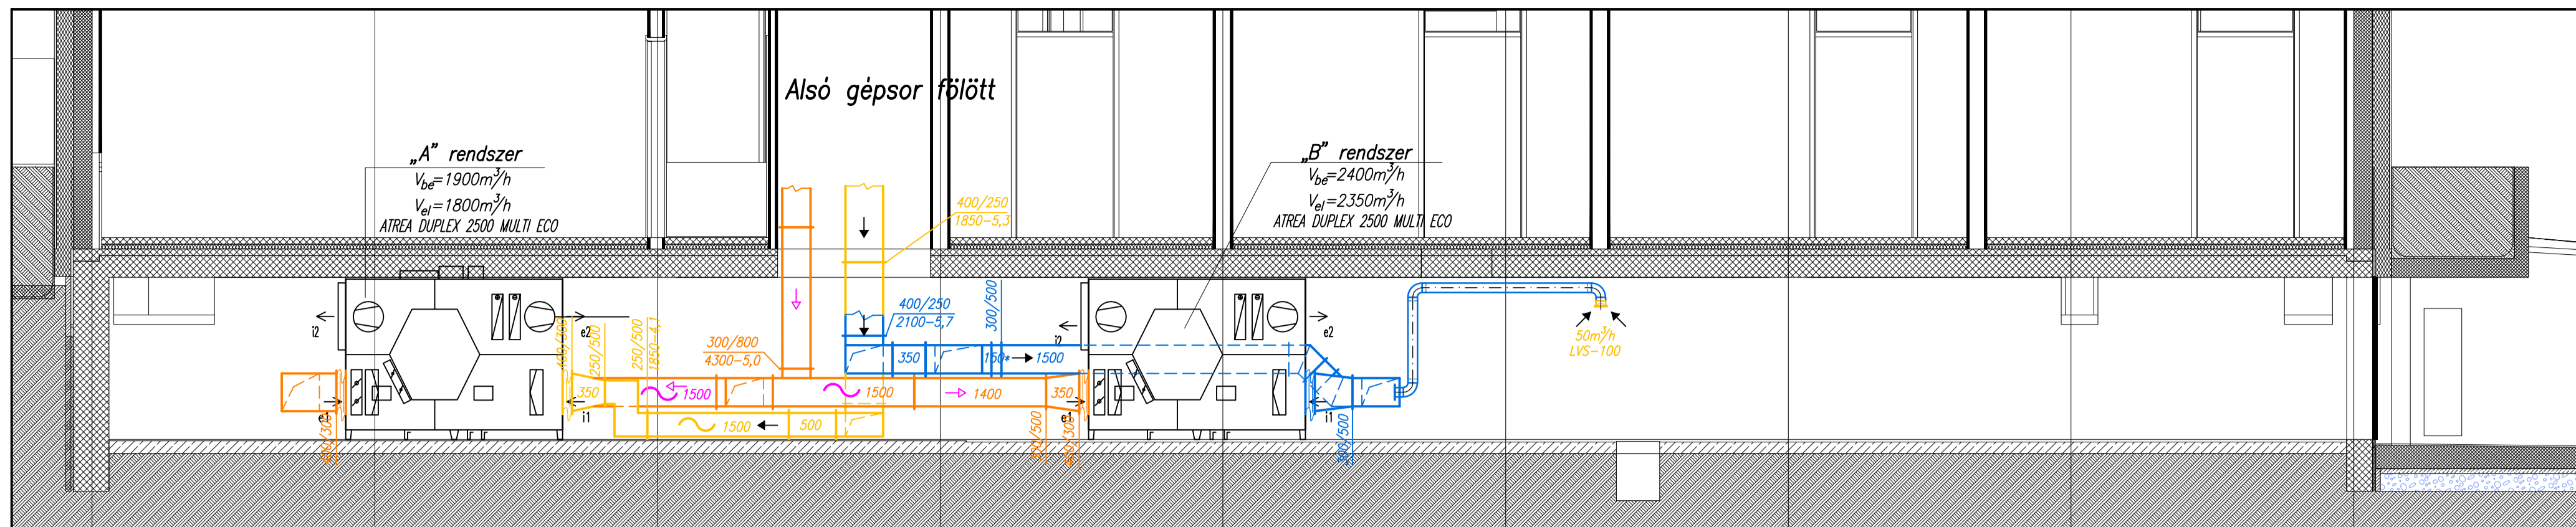 Alsó gépsor fölött
„A” rendszer
Vbe=1900m³/h
Vel=1800m³/h
ATREA DUPLEX 2500 MULTI ECO
„B” rendszer
Vbe=2400m³/h
Vel=2350m³/h
ATREA DUPLEX 2500 MULTI ECO
400/250
1850-5,3
400/250
2100-5,7
300/500
300/800
4300-5,0
250/500
1850-4,1
250/500
i2
e2
e1
i1
i2
e2
e1
i1
350
1500
1500
1400
350
350
150*
1500
1500
500
300/500
50m³/h
LVS-100